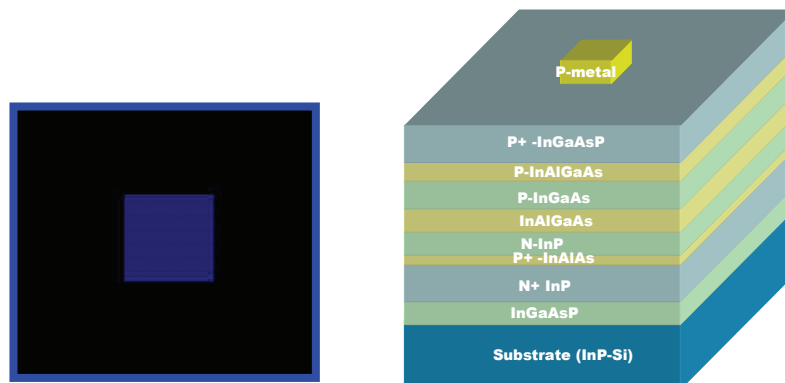 P-metal
P+ -InGaAsP
P-InAlGaAs
P-InGaAs
InAlGaAs
N-InP
P+ -InAlAs
N+ InP
InGaAsP
Substrate (InP-Si)